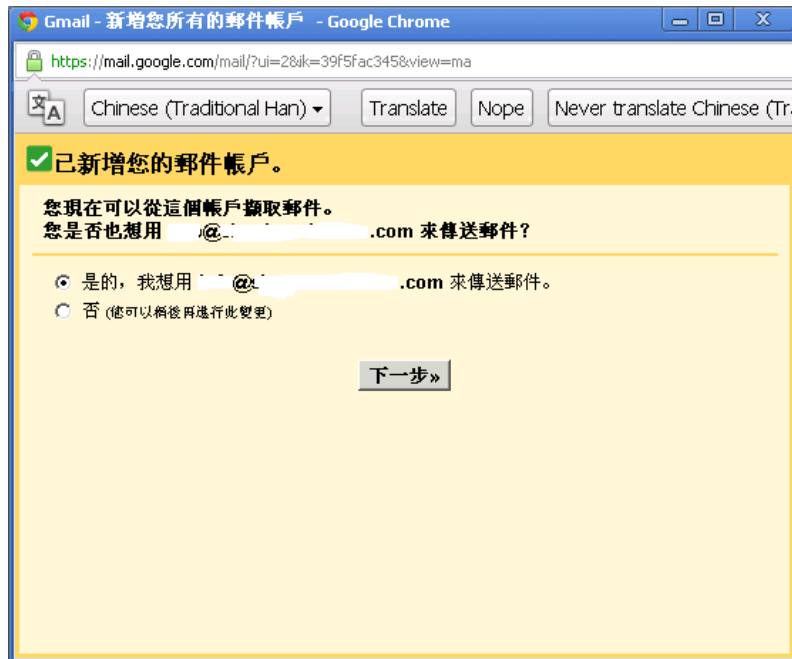 Gmail - 新增您所有的郵件帳戶 - Google Chrome
https://mail.google.com/mail/?ui=2&ik=39f5fac345&view=ma
Chinese (Traditional Han) Translate Nope Never translate Chinese (Tra
已新增您的郵件帳戶。
您現在可以從這個帳戶擷取郵件。
您是否也想用 @ .com 來傳送郵件？
是的，我想用 @ .com 來傳送郵件。
否 (您可以稍後再進行此變更)
下一步»